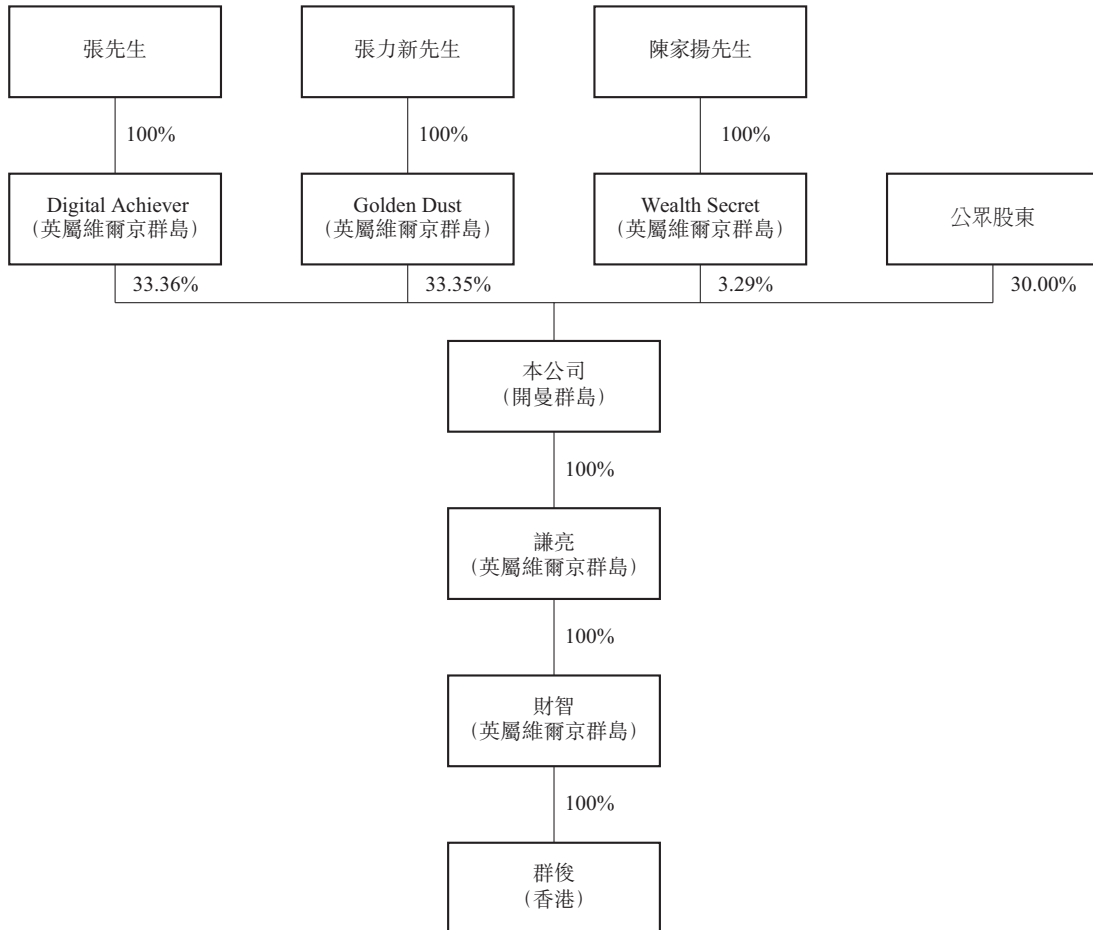 張先生
張力新先生
陳家揚先生
100%
100%
100%
Digital Achiever
(英屬維爾京群島)
Golden Dust
(英屬維爾京群島)
Wealth Secret
(英屬維爾京群島)
公眾股東
33.36%
33.35%
3.29%
30.00%
本公司
(開曼群島)
100%
謙亮
(英屬維爾京群島)
100%
財智
(英屬維爾京群島)
100%
群俊
(香港)